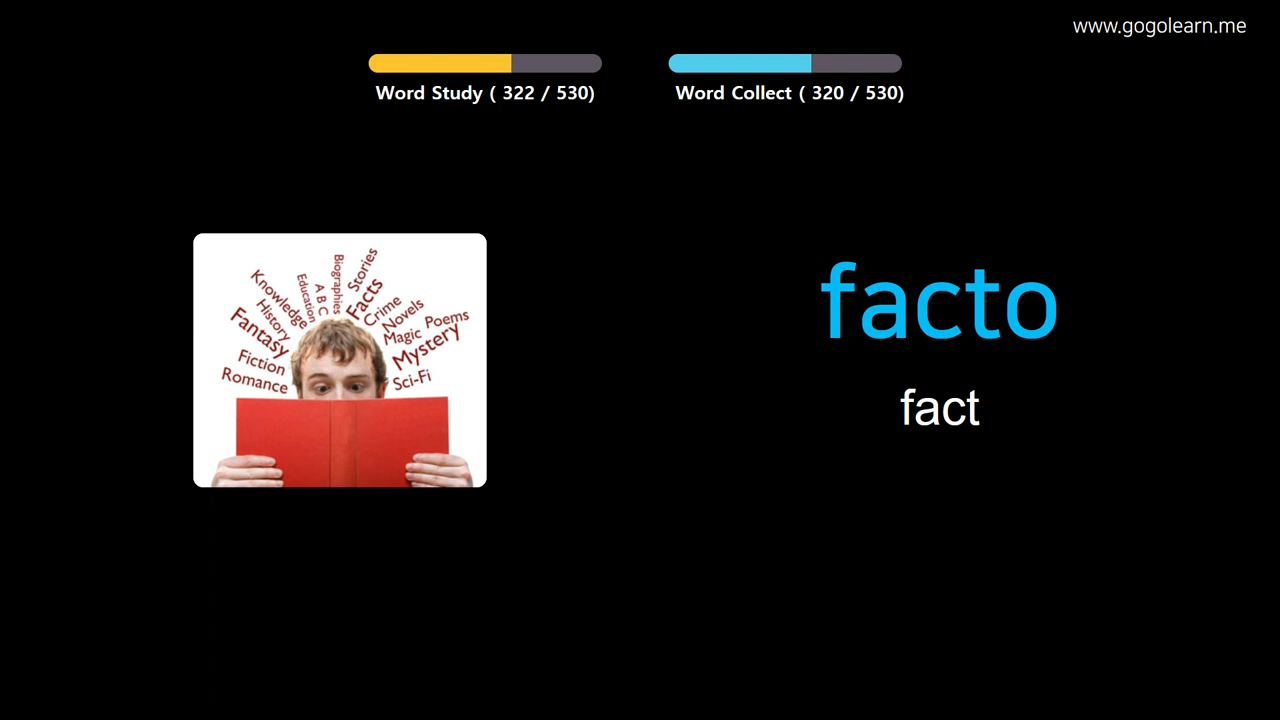 www.gogolearn.me
Word Study ( 322 / 530)
Word Collect ( 320 / 530)
Knowledge
History
Fantasy
Fiction
Romance
Education
A B C
Biographies
Stories
Facts
Crime
Novels
Magic
Poems
Mystery
Sci-Fi
facto
fact